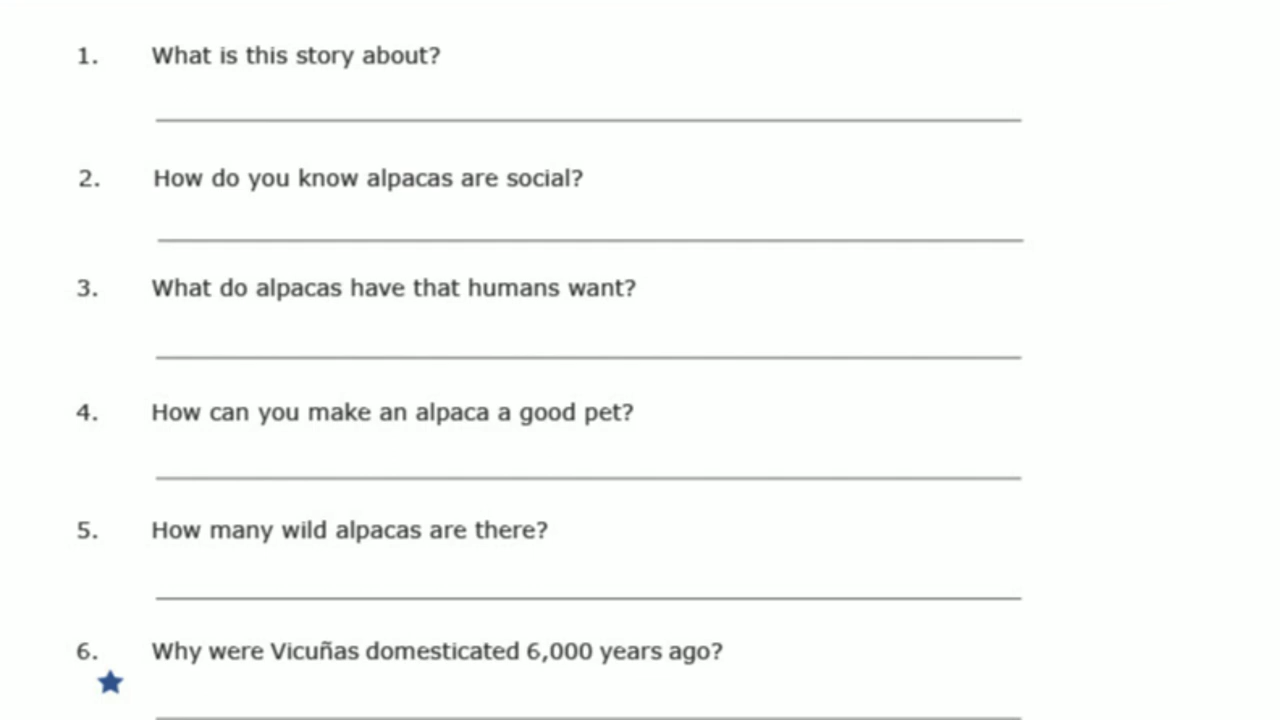 1. What is this story about?
2. How do you know alpacas are social?
3. What do alpacas have that humans want?
4. How can you make an alpaca a good pet?
5. How many wild alpacas are there?
6. Why were Vicuñas domesticated 6,000 years ago?